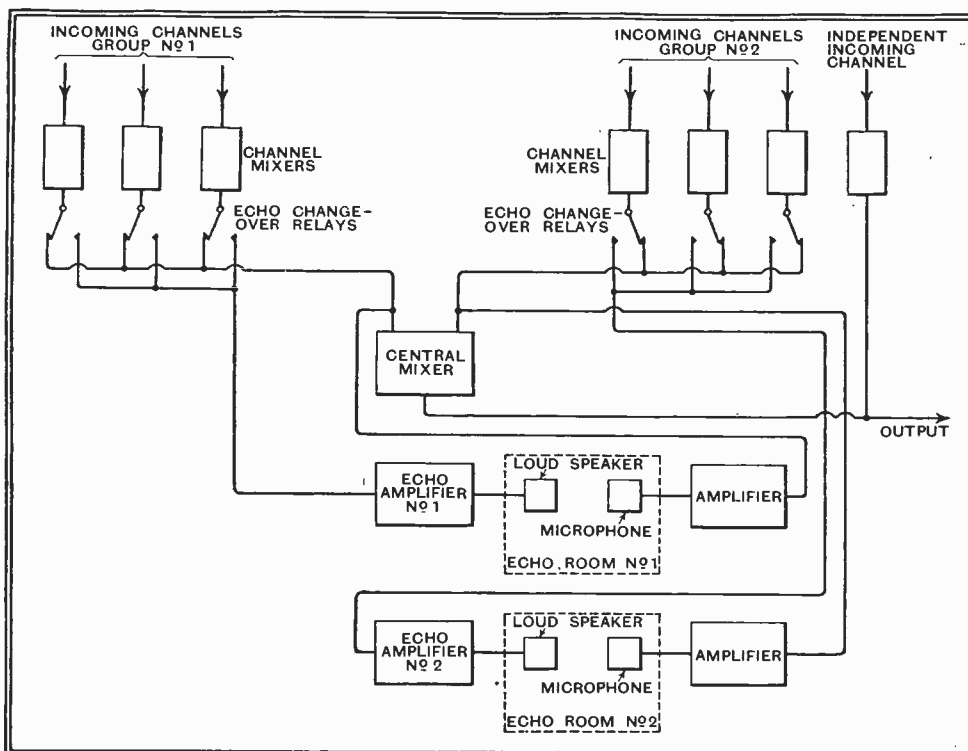 INCOMING CHANNELS
GROUP Nº1
INCOMING CHANNELS
GROUP Nº2
INDEPENDENT
INCOMING
CHANNEL
CHANNEL
MIXERS
CHANNEL
MIXERS
ECHO CHANGE-
OVER RELAYS
ECHO CHANGE-
OVER RELAYS
CENTRAL
MIXER
OUTPUT
ECHO
AMPLIFIER
Nº1
LOUD SPEAKER
MICROPHONE
ECHO ROOM Nº1
AMPLIFIER
ECHO
AMPLIFIER
Nº2
LOUD SPEAKER
MICROPHONE
ECHO ROOM Nº2
AMPLIFIER